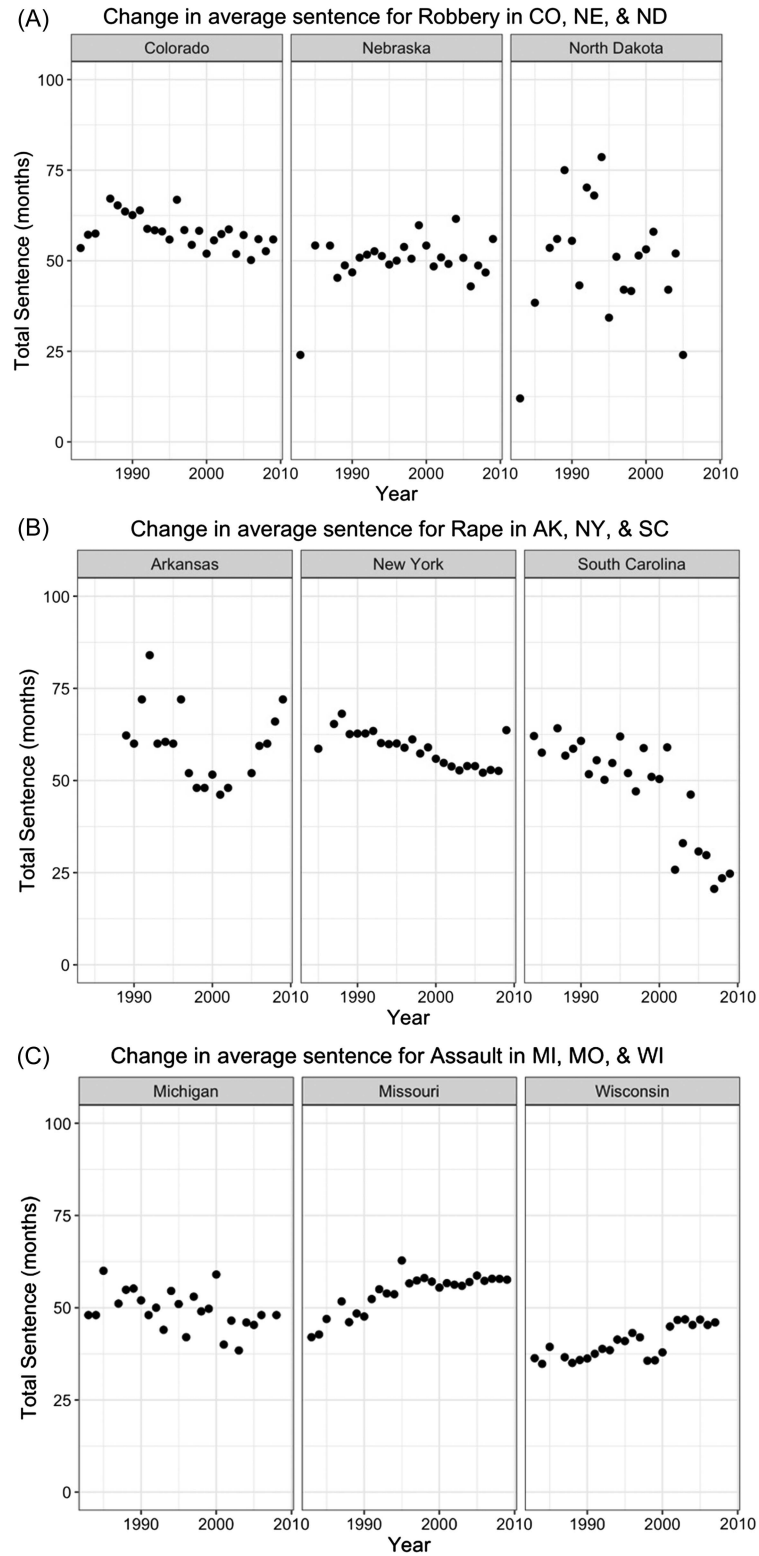 (A) Change in average sentence for Robbery in CO, NE, & ND
Colorado Nebraska North Dakota
100
75
50
25
0
Total Sentence (months)
1990 2000 2010 1990 2000 2010 1990 2000 2010
Year
(B) Change in average sentence for Rape in AK, NY, & SC
Arkansas New York South Carolina
100
75
50
25
0
Total Sentence (months)
1990 2000 2010 1990 2000 2010 1990 2000 2010
Year
(C) Change in average sentence for Assault in MI, MO, & WI
Michigan Missouri Wisconsin
100
75
50
25
0
Total Sentence (months)
1990 2000 2010 1990 2000 2010 1990 2000 2010
Year